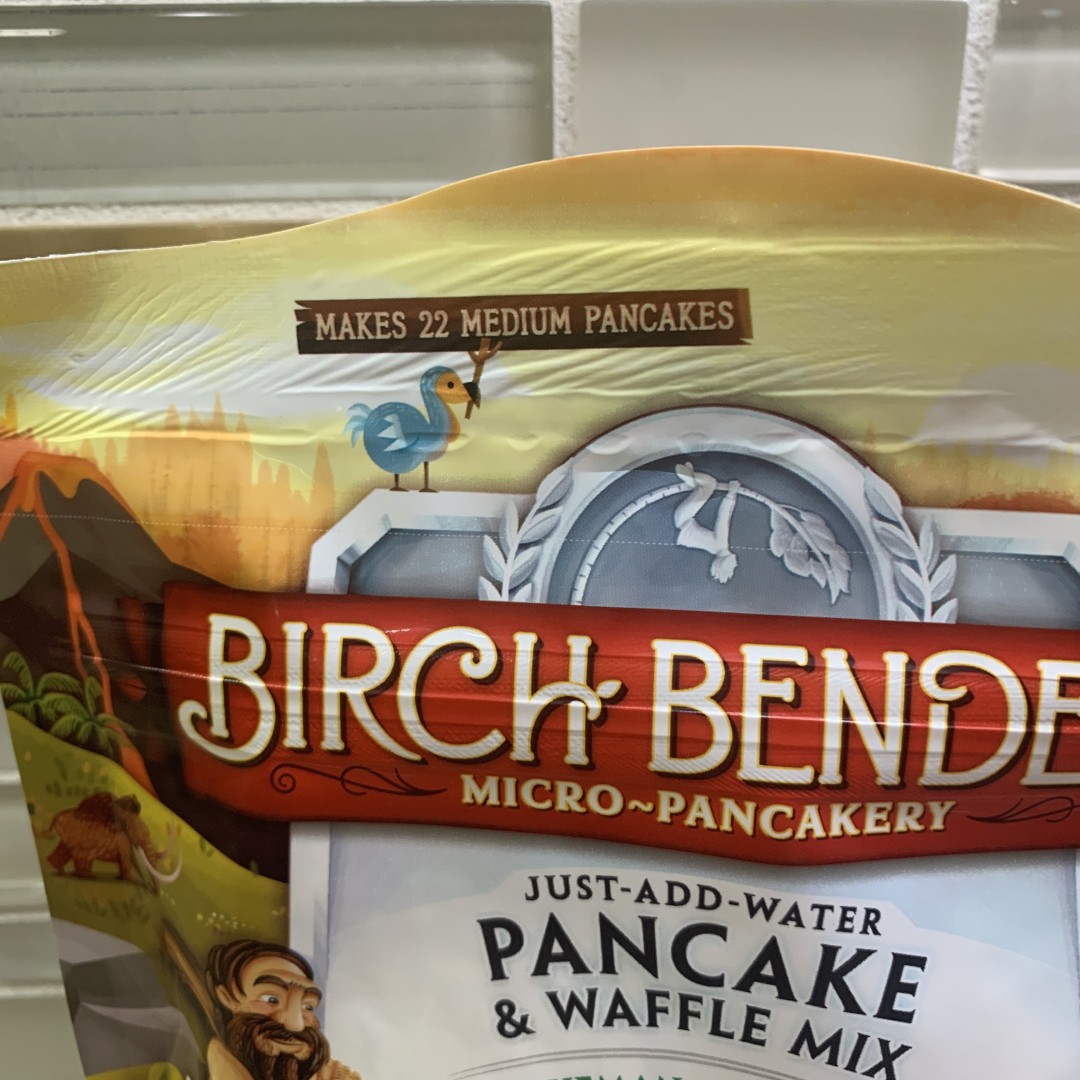 MAKES 22 MEDIUM PANCAKES
BIRCH BENDE
MICRO~PANCAKERY
JUST-ADD-WATER
PANCAKE
& WAFFLE MIX